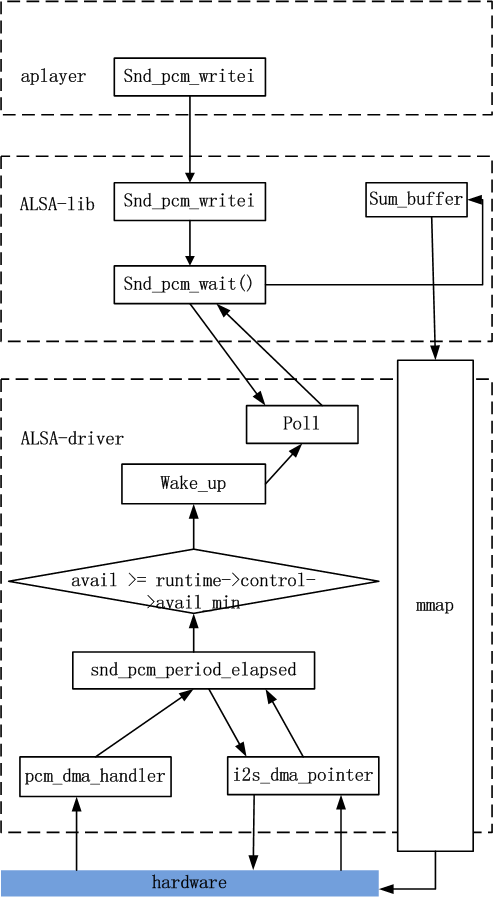 aplayer
Snd_pcm_writei
ALSA-lib
Snd_pcm_writei
Sum_buffer
Snd_pcm_wait()
ALSA-driver
Poll
Wake_up
avail >= runtime->control-
>avail_min
mmap
snd_pcm_period_elapsed
pcm_dma_handler
i2s_dma_pointer
hardware